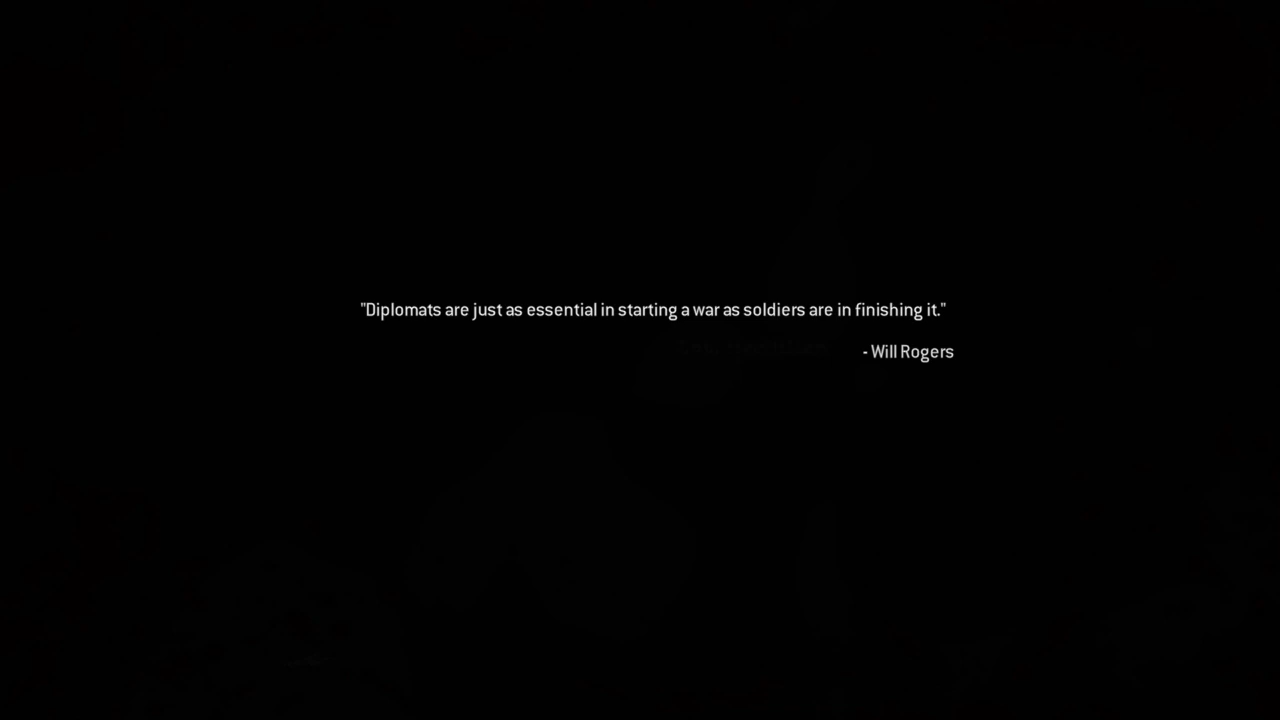 "Diplomats are just as essential in starting a war as soldiers are in finishing it."
- Will Rogers